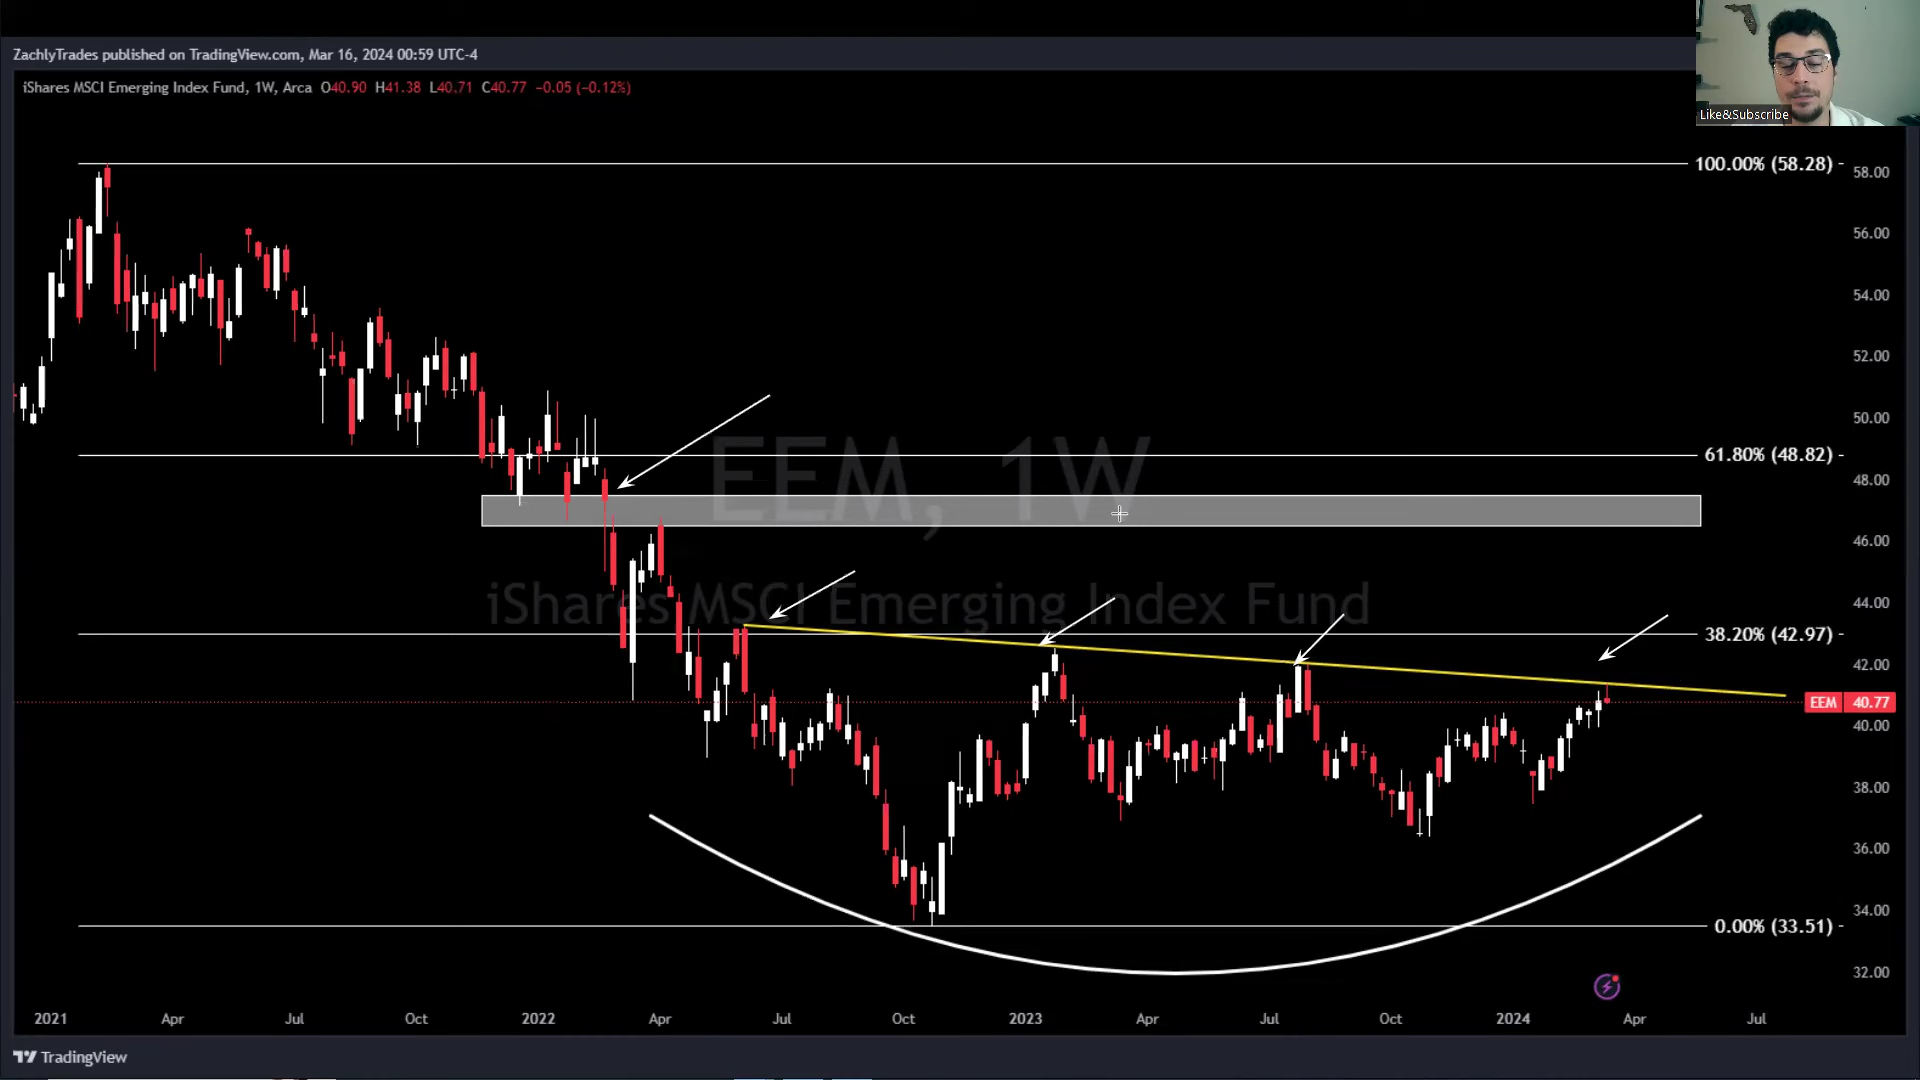 ZachlyTrades published on TradingView.com, Mar 16, 2024 00:59 UTC-4
iShares MSCI Emerging Index Fund, 1W, Arca O40.90 H41.38 L40.71 C40.77 −0.05 (−0.12%)
Like&Subscribe
100.00% (58.28)
58.00
56.00
54.00
52.00
50.00
61.80% (48.82)
48.00
EEM, 1W
46.00
iShares MSCI Emerging Index Fund
44.00
38.20% (42.97)
42.00
EEM 40.77
40.00
38.00
36.00
34.00
0.00% (33.51)
32.00
2021 Apr Jul Oct 2022 Apr Jul Oct 2023 Apr Jul Oct 2024 Apr Jul
TradingView